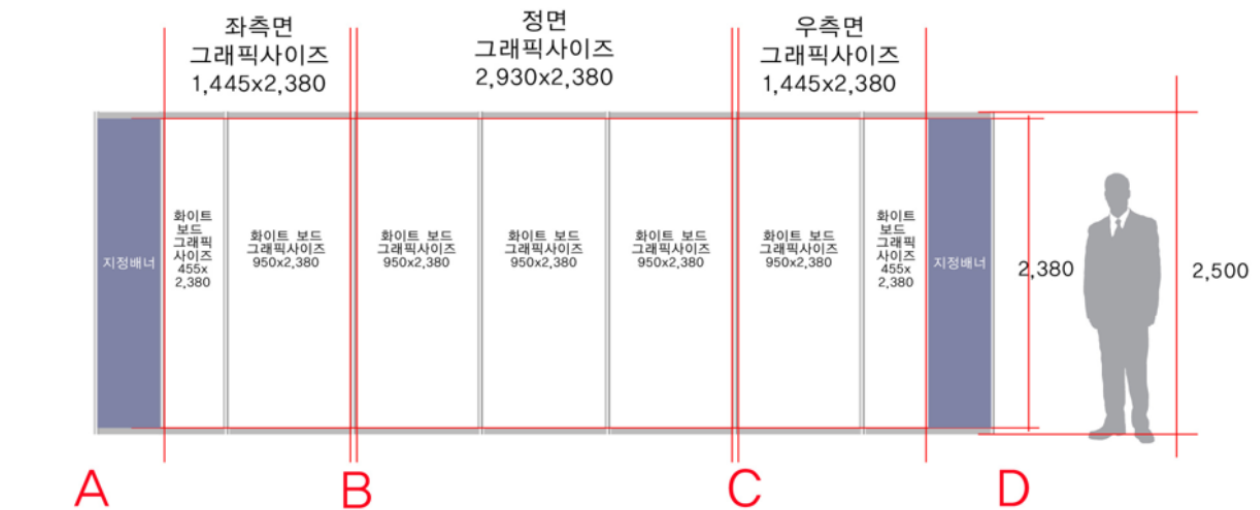 좌측면
그래픽사이즈
1,445x2,380
정면
그래픽사이즈
2,930x2,380
우측면
그래픽사이즈
1,445x2,380
지정배너
화이트
보드
그래픽
사이즈
455x
2,380
화이트 보드
그래픽사이즈
950x2,380
화이트 보드
그래픽사이즈
950x2,380
화이트 보드
그래픽사이즈
950x2,380
화이트 보드
그래픽사이즈
950x2,380
화이트 보드
그래픽사이즈
950x2,380
화이트
보드
그래픽
사이즈
455x
2,380
지정배너
2,380
2,500
A
B
C
D